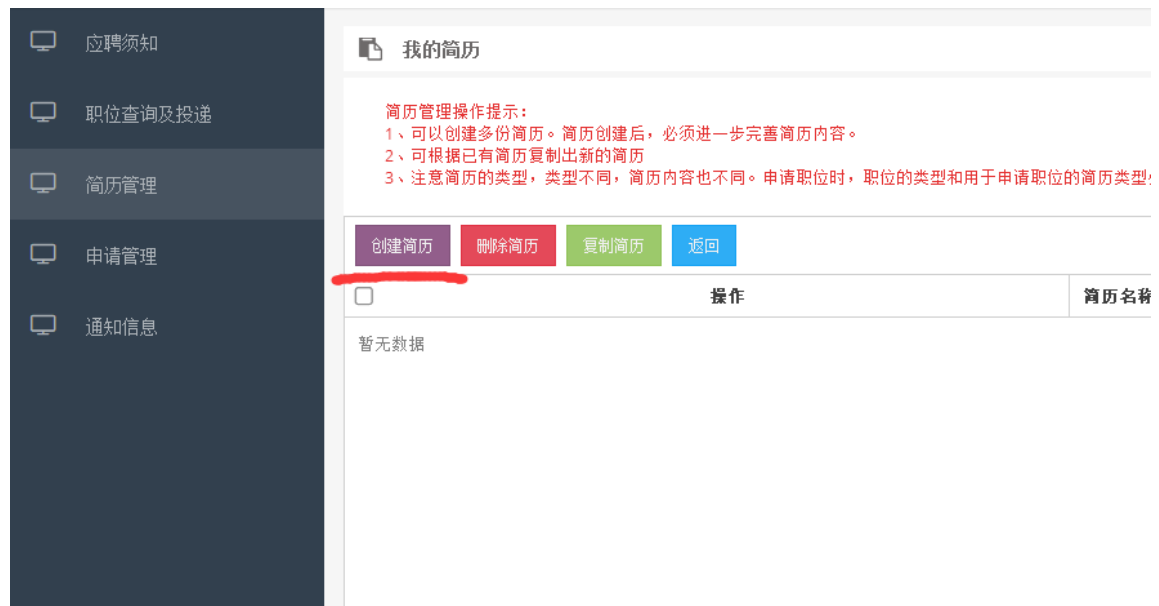 应聘须知
职位查询及投递
简历管理
申请管理
通知信息
我的简历
简历管理操作提示:
1、可以创建多份简历。简历创建后,必须进一步完善简历内容。
2、可根据已有简历复制出新的简历
3、注意简历的类型,类型不同,简历内容也不同。申请职位时,职位的类型和用于申请职位的简历类型
创建简历 删除简历 复制简历 返回
操作 简历名称
暂无数据